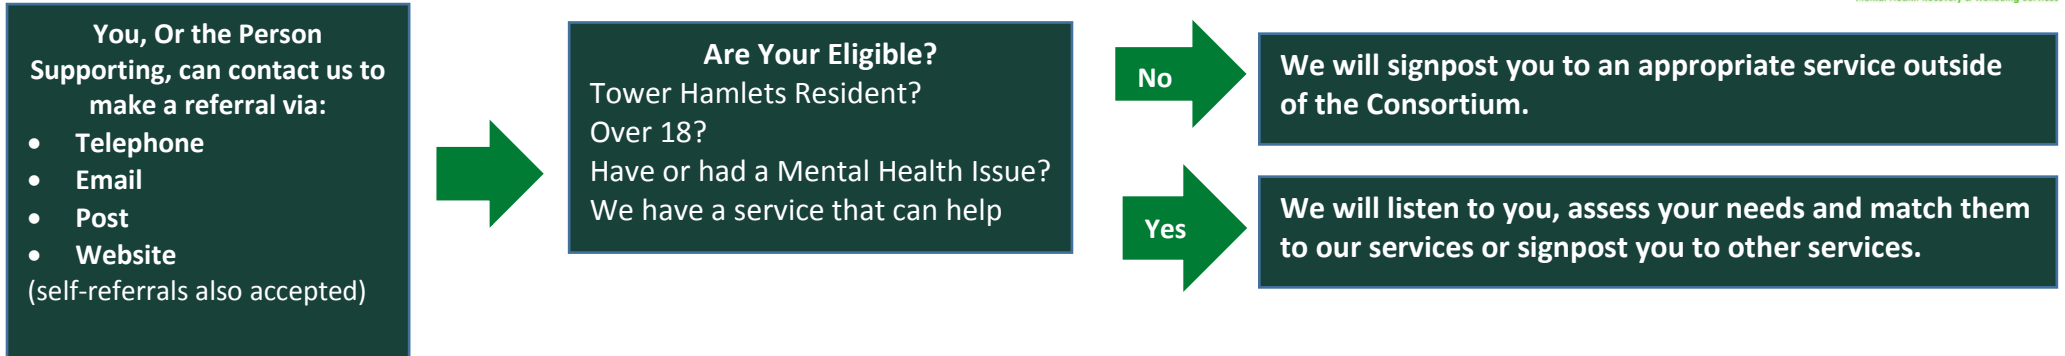 You, Or the Person
Supporting, can contact us to
make a referral via:
• Telephone
• Email
• Post
• Website
(self-referrals also accepted)
Are Your Eligible?
Tower Hamlets Resident?
Over 18?
Have or had a Mental Health Issue?
We have a service that can help
No
We will signpost you to an appropriate service outside
of the Consortium.
Yes
We will listen to you, assess your needs and match them
to our services or signpost you to other services.